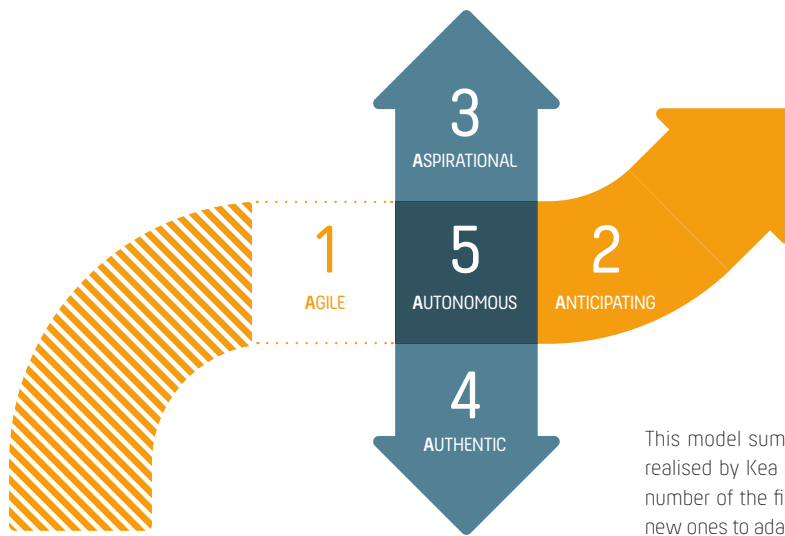 3
ASPIRATIONAL
1
AGILE
5
AUTONOMOUS
2
ANTICIPATING
4
AUTHENTIC
This model sum
realised by Kea
number of the fi
new ones to ada